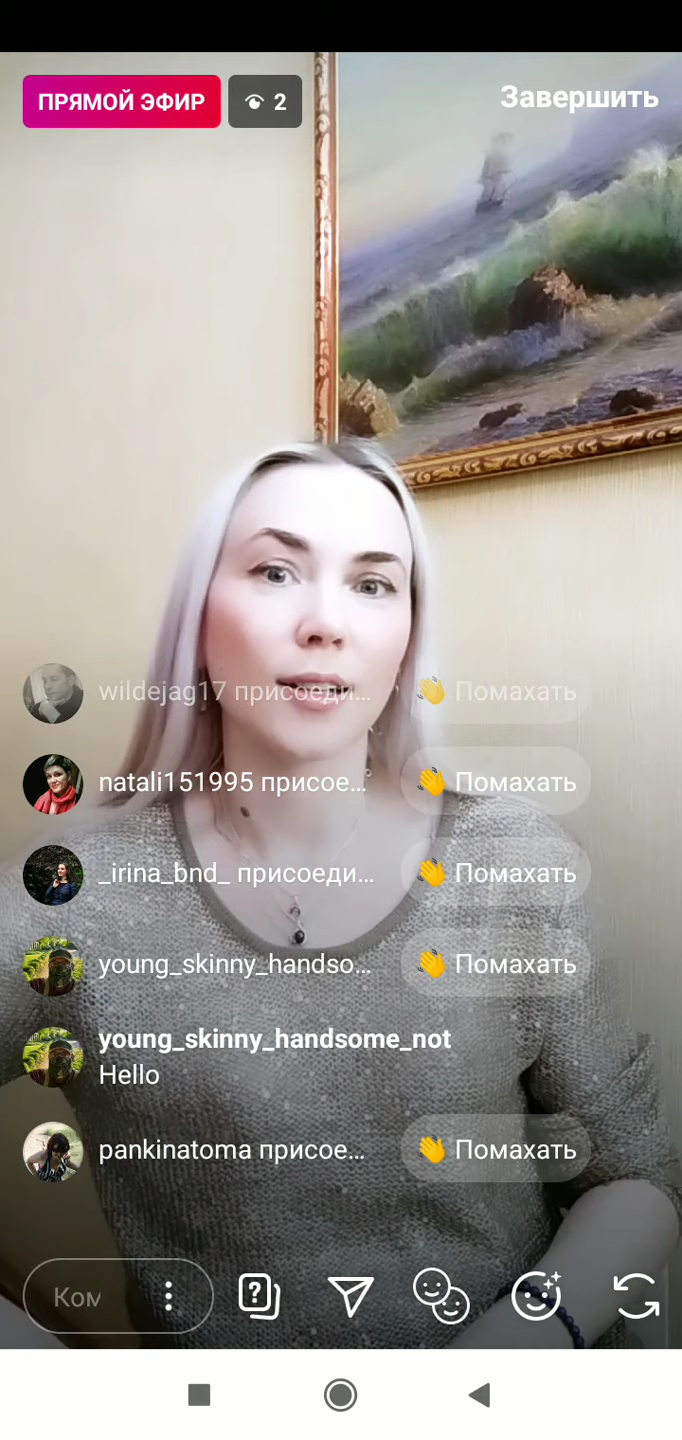 ПРЯМОЙ ЭФИР
2
Завершить
wildejag17 присоеди...
👋 Помахать
natali151995 присое...
👋 Помахать
_irina_bnd_ присоеди...
👋 Помахать
young_skinny_handso...
👋 Помахать
young_skinny_handsome_not
Hello
pankinatoma присое...
👋 Помахать
Ком